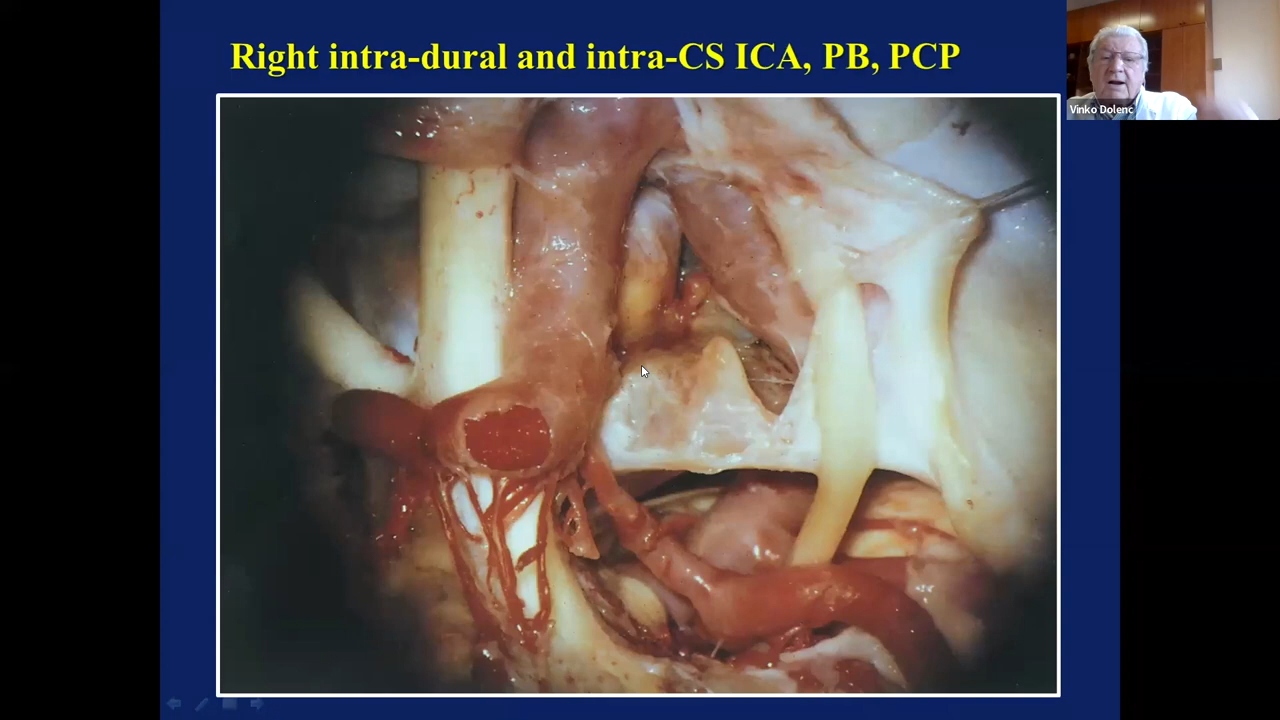 Right intra-dural and intra-CS ICA, PB, PCP
Vinko Dolenc